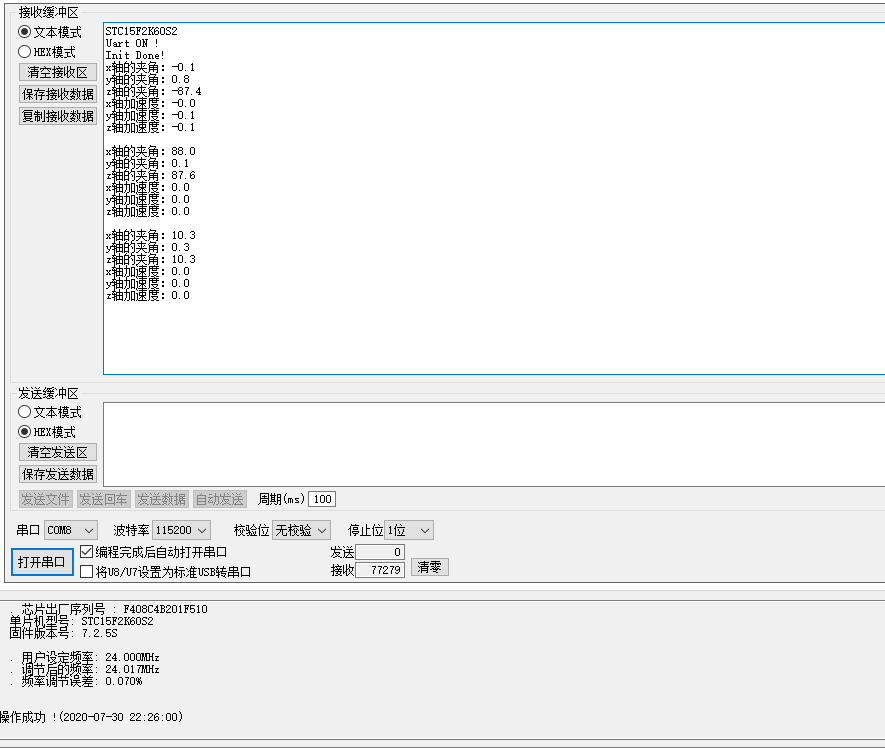 接收缓冲区
文本模式
HEX模式
清空接收区
保存接收数据
复制接收数据
STC15F2K60S2
Uart ON !
Init Done!
x轴的夹角: -0.1
y轴的夹角: 0.8
z轴的夹角: -87.4
x轴加速度: -0.0
y轴加速度: -0.1
z轴加速度: -0.1
x轴的夹角: 88.0
y轴的夹角: 0.1
z轴的夹角: 87.6
x轴加速度: 0.0
y轴加速度: 0.0
z轴加速度: 0.0
x轴的夹角: 10.3
y轴的夹角: 0.3
z轴的夹角: 10.3
x轴加速度: 0.0
y轴加速度: 0.0
z轴加速度: 0.0
发送缓冲区
文本模式
HEX模式
清空发送区
保存发送数据
发送文件 发送回车 发送数据 自动发送 周期(ms) 100
串口 COM8 波特率 115200 校验位 无校验 停止位 1位
打开串口
编程完成后自动打开串口
将U8/U7设置为标准USB转串口
发送 0
接收 77279
清零
. 芯片出厂序列号 : F408C4B201F510
单片机型号: STC15F2K60S2
固件版本号: 7.2.5S
. 用户设定频率: 24.000MHz
. 调节后的频率: 24.017MHz
. 频率调节误差: 0.070%
操作成功 !(2020-07-30 22:26:00)